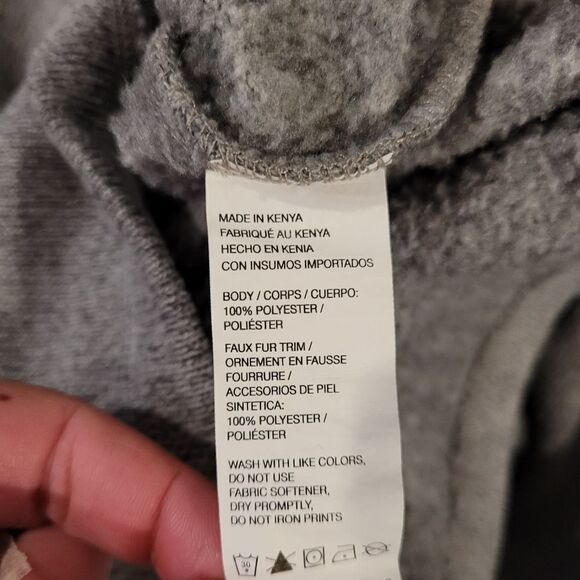 MADE IN KENYA
FABRIQUÉ AU KENYA
HECHO EN KENIA
CON INSUMOS IMPORTADOS
BODY / CORPS / CUERPO:
100% POLYESTER /
POLIÉSTER
FAUX FUR TRIM /
ORNEMENT EN FAUSSE
FOURRURE /
ACCESORIOS DE PIEL
SINTETICA:
100% POLYESTER /
POLIÉSTER
WASH WITH LIKE COLORS,
DO NOT USE
FABRIC SOFTENER,
DRY PROMPTLY,
DO NOT IRON PRINTS
30